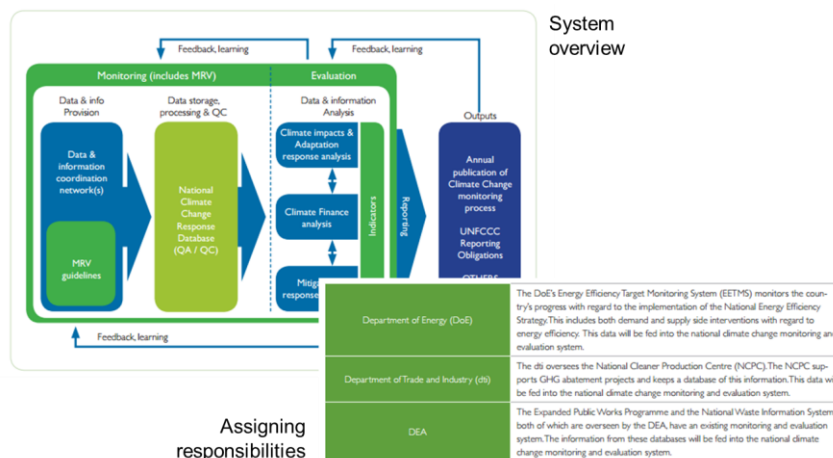 System
overview
Feedback, learning
Feedback, learning
Monitoring (includes MRV)
Evaluation
Data & info
Provision
Data storage,
processing & QC
Data & information
Analysis
Outputs
Data &
information
coordination
network(s)
MRV
guidelines
National
Climate
Change
Response
Database
(QA / QC)
Climate impacts &
Adaptation
response analysis
Climate Finance
analysis
response
Indicators
Reporting
Annual
publication of
Climate Change
monitoring
process
UNFCCC
Reporting
Obligations
OTHERS
Feedback, learning
Department of Energy (DoE)
The DoE's Energy Efficiency Target Monitoring System (EETMS) monitors the coun-
try's progress with regard to the implementation of the National Energy Efficiency
Strategy.This includes both demand and supply side interventions with regard to
energy efficiency. This data will be fed into the national climate change monitoring and
evaluation system.
Department of Trade and Industry (dti)
The dti oversees the National Cleaner Production Centre (NCPC). The NCPC sup-
ports GHG abatement projects and keeps a database of this information.This data
be fed into the national climate change monitoring and evaluation system.
DEA
The Expanded Public Works Programme and the National Waste Information System
both of which are overseen by the DEA, have an existing monitoring and evaluation
system.The information from these databases will be fed into the national climate
change monitoring and evaluation system.
Assigning
responsibilities